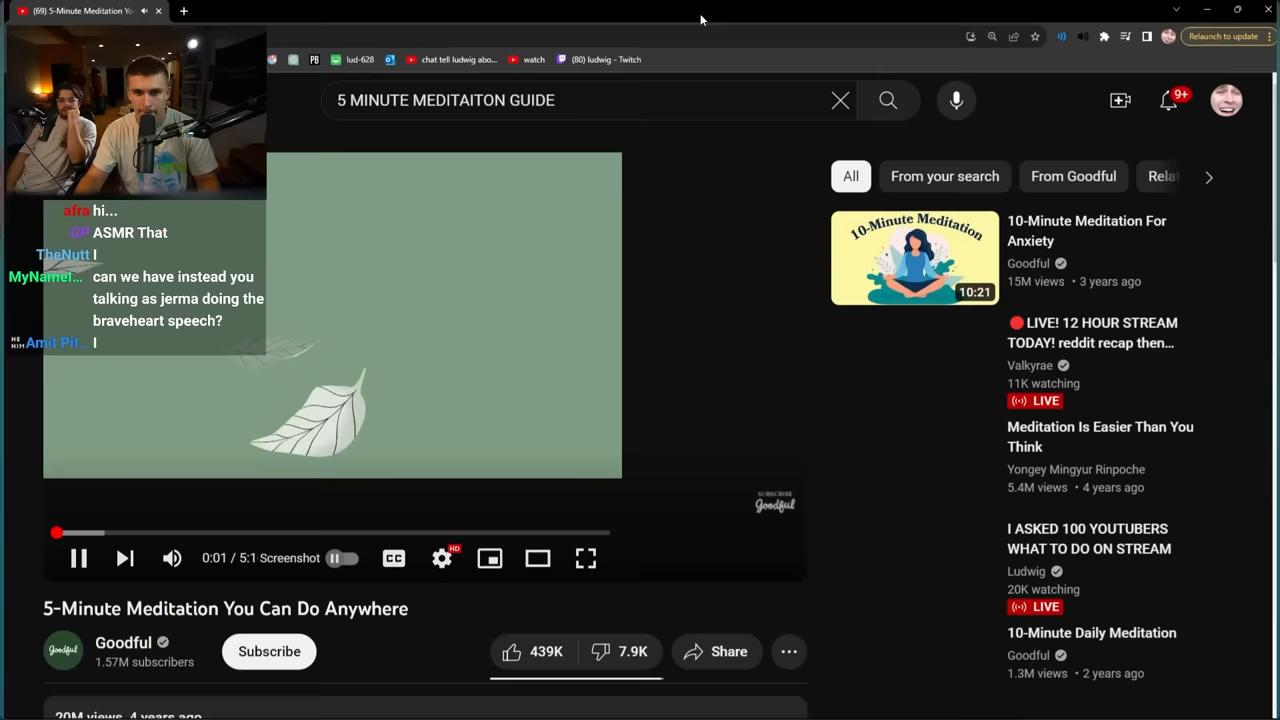 (69) 5-Minute Meditation Yo
Relaunch to update
PB
lud-628
chat tell ludwig abo...
watch
(80) ludwig - Twitch
5 MINUTE MEDITAITON GUIDE
9+
afra hi...
GP ASMR That
TheNutt I
MyNameI... can we have instead you
talking as jerma doing the
braveheart speech?
HE HIM Amit Pit... I
SUBSCRIBE
Goodful
0:01 / 5:1 Screenshot
CC
HD
5-Minute Meditation You Can Do Anywhere
Goodful
Goodful
1.57M subscribers
Subscribe
439K
7.9K
Share
20M views 4 years ago
All
From your search
From Goodful
Rela
10-Minute Meditation
10:21
10-Minute Meditation For
Anxiety
Goodful
15M views • 3 years ago
LIVE! 12 HOUR STREAM
TODAY! reddit recap then...
Valkyrae
11K watching
LIVE
Meditation Is Easier Than You
Think
Yongey Mingyur Rinpoche
5.4M views • 4 years ago
I ASKED 100 YOUTUBERS
WHAT TO DO ON STREAM
Ludwig
20K watching
LIVE
10-Minute Daily Meditation
Goodful
1.3M views • 2 years ago